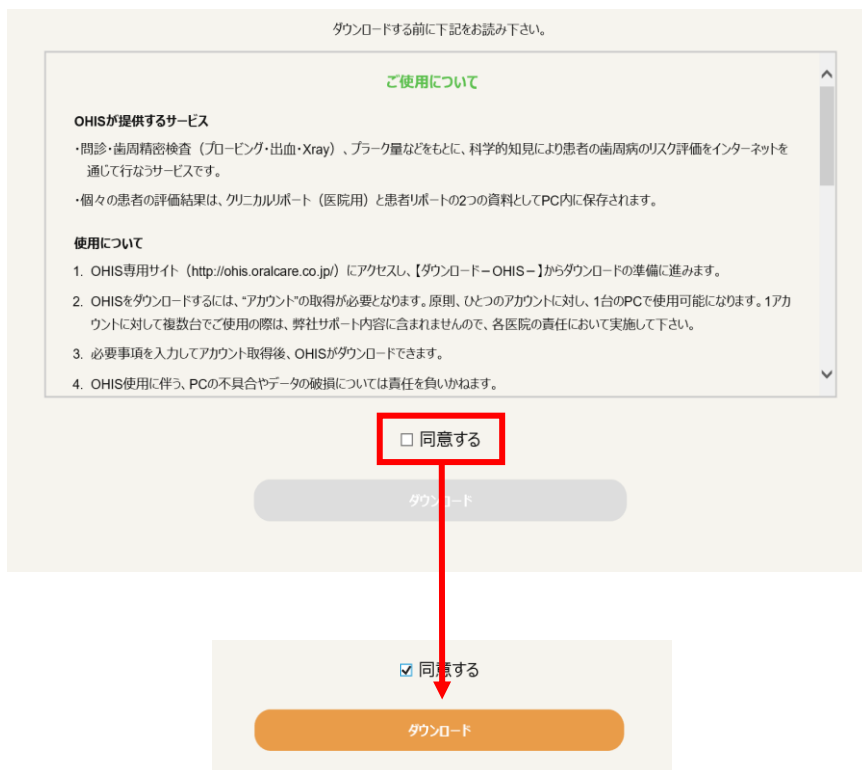 ダウンロードする前に下記をお読み下さい。
ご使用について
OHISが提供するサービス
・問診・歯周精密検査（プロービング・出血・Xray）、プラーク量などをもとに、科学的知見により患者の歯周病のリスク評価をインターネットを
通じて行なうサービスです。
・個々の患者の評価結果は、クリニカルリポート（医院用）と患者リポートの2つの資料としてPC内に保存されます。
使用について
1. OHIS専用サイト（http://ohis.oralcare.co.jp/）にアクセスし、【ダウンロード－OHIS－】からダウンロードの準備に進みます。
2. OHISをダウンロードするには、“アカウント”の取得が必要となります。原則、ひとつのアカウントに対し、1台のPCで使用可能になります。1アカ
ウントに対して複数台でご使用の際は、弊社サポート内容に含まれませんので、各医院の責任において実施して下さい。
3. 必要事項を入力してアカウント取得後、OHISがダウンロードできます。
4. OHIS使用に伴う、PCの不具合やデータの破損については責任を負いかねます。
同意する
ダウンロード
同意する
ダウンロード